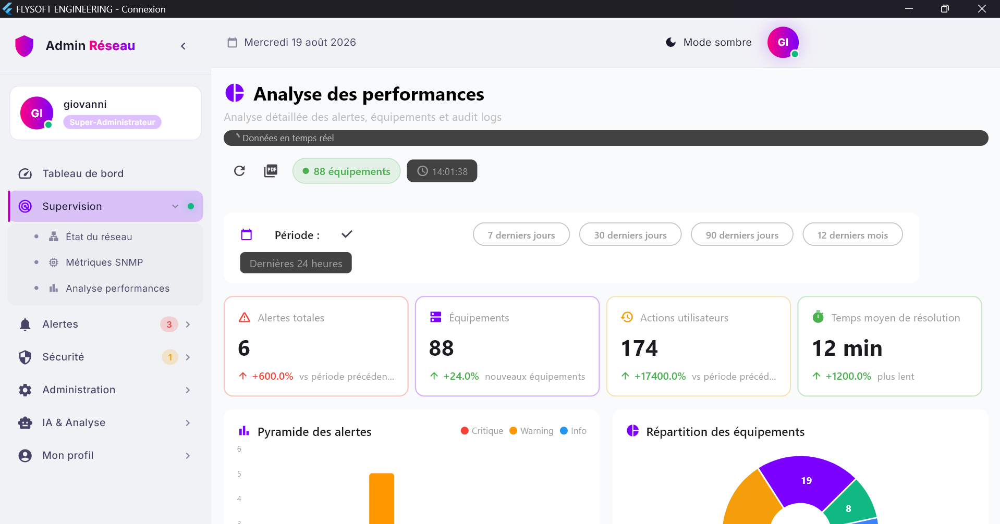 FLYSOFT ENGINEERING - Connexion
Admin Réseau
Mercredi 19 août 2026
Mode sombre
GI
GI
giovanni
Super-Administrateur
Tableau de bord
Supervision
État du réseau
Métriques SNMP
Analyse performances
Alertes
3
Sécurité
1
Administration
IA & Analyse
Mon profil
Analyse des performances
Analyse détaillée des alertes, équipements et audit logs
Données en temps réel
PDF
88 équipements
14:01:38
Période :
7 derniers jours
30 derniers jours
90 derniers jours
12 derniers mois
Dernières 24 heures
Alertes totales
6
+600.0% vs période précéden...
Équipements
88
+24.0% nouveaux équipements
Actions utilisateurs
174
+17400.0% vs période précéd...
Temps moyen de résolution
12 min
+1200.0% plus lent
Pyramide des alertes
Critique
Warning
Info
6
5
4
3
Répartition des équipements
19
8